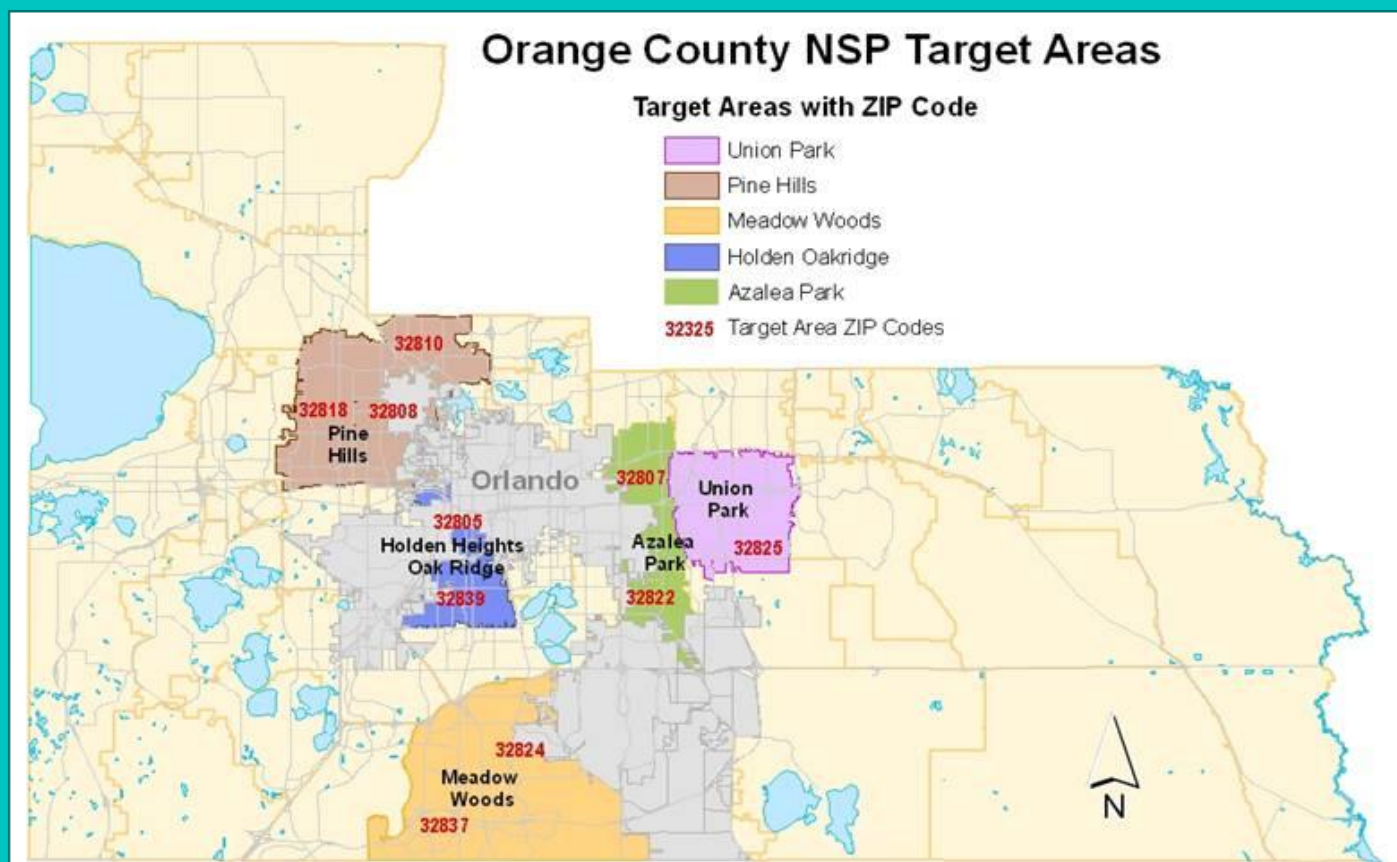 Orange County NSP Target Areas
Target Areas with ZIP Code
Union Park
Pine Hills
Meadow Woods
Holden Oakridge
Azalea Park
32325 Target Area ZIP Codes
32810
32818
32808
Pine
Hills
Orlando
32807
Union
Park
32805
Holden Heights
Oak Ridge
Azalea
Park
32825
32839
32822
32824
Meadow
Woods
32837
N